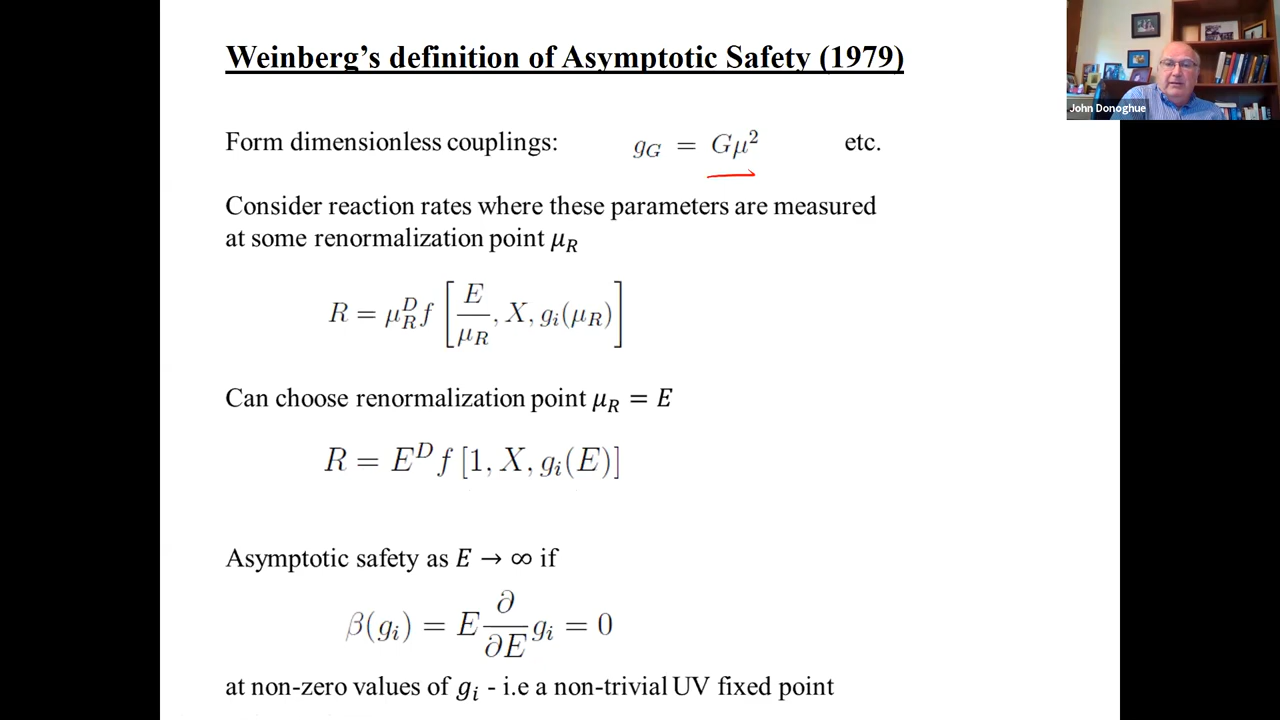 Weinberg’s definition of Asymptotic Safety (1979)
John Donoghue
Form dimensionless couplings: g_G = Gμ² etc.
Consider reaction rates where these parameters are measured
at some renormalization point μ_R
R = μ_R^D f [E/μ_R, X, g_i(μ_R)]
Can choose renormalization point μ_R = E
R = E^D f [1, X, g_i(E)]
Asymptotic safety as E → ∞ if
β(g_i) = E ∂/∂E g_i = 0
at non-zero values of g_i - i.e a non-trivial UV fixed point